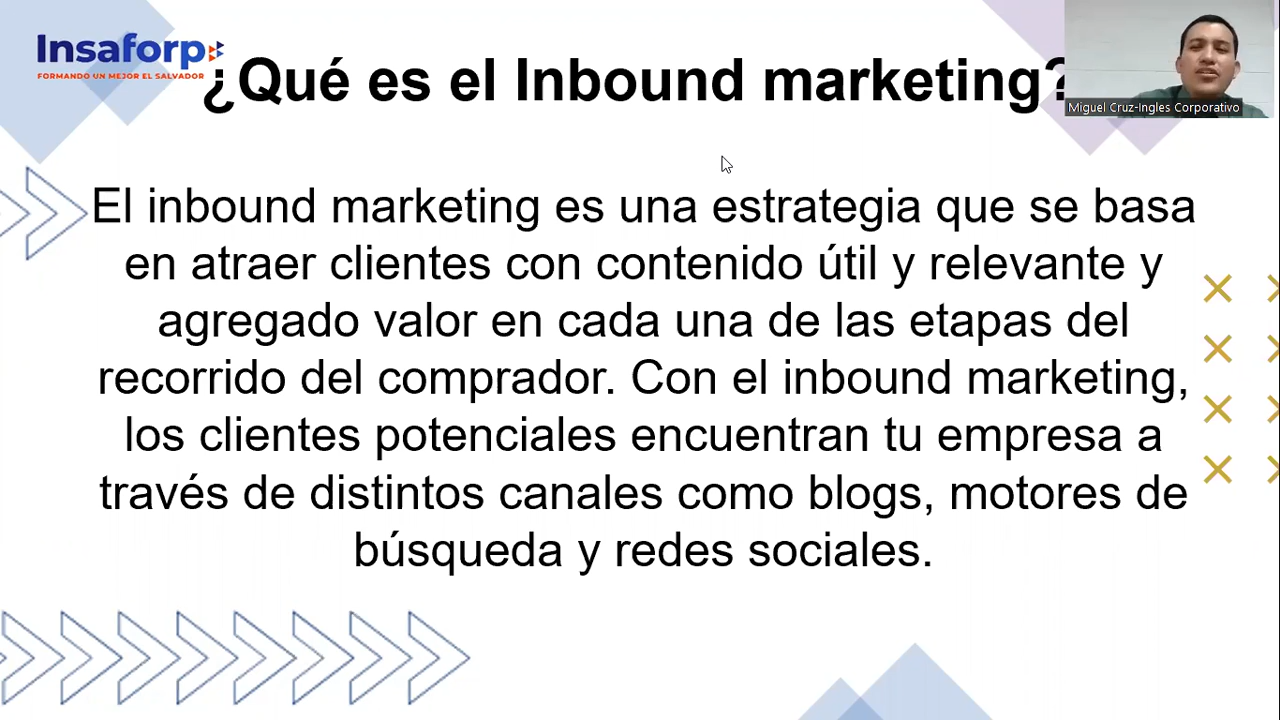 Insaforp
FORMANDO UN MEJOR EL SALVADOR
¿Qué es el Inbound marketing?
Miguel Cruz-Ingles Corporativo
El inbound marketing es una estrategia que se basa
en atraer clientes con contenido útil y relevante y
agregado valor en cada una de las etapas del
recorrido del comprador. Con el inbound marketing,
los clientes potenciales encuentran tu empresa a
través de distintos canales como blogs, motores de
búsqueda y redes sociales.